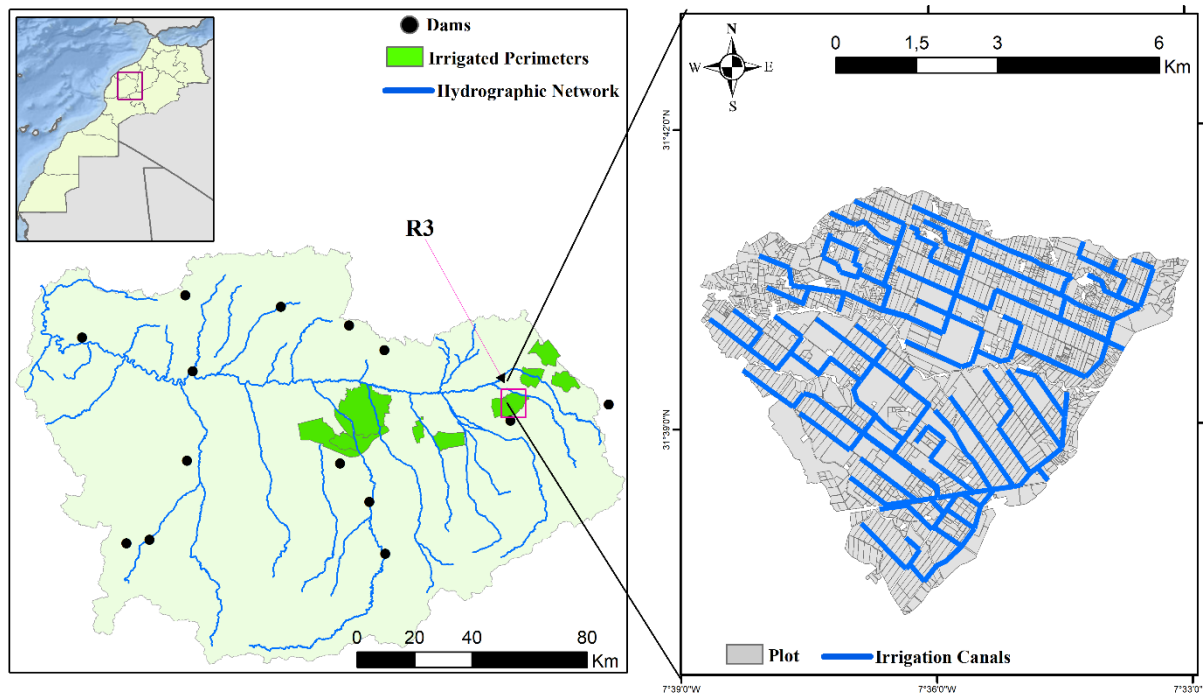 Dams
Irrigated Perimeters
Hydrographic Network
R3
0 20 40 80
Km
N
W E
S
0 1,5 3 6
Km
31°42'0"N
31°39'0"N
Plot
Irrigation Canals
7°39'0"W 7°36'0"W 7°33'0"W